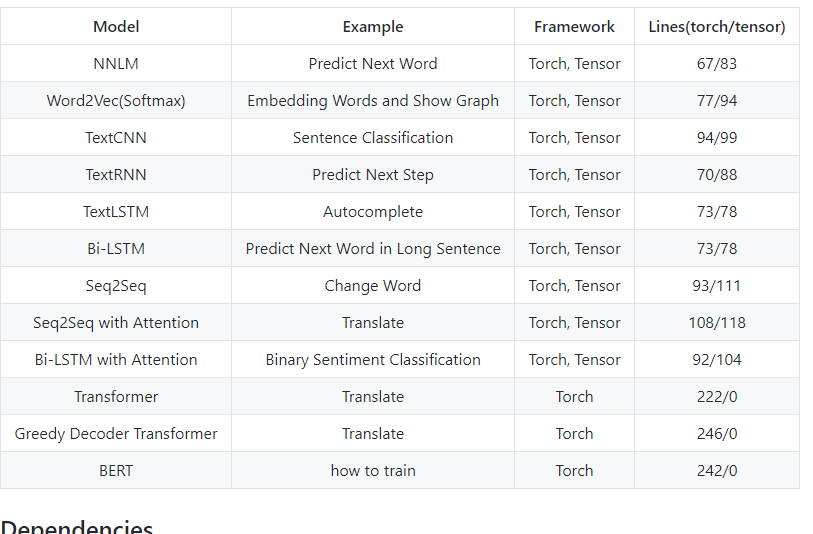 Model Example Framework Lines(torch/tensor)
NNLM Predict Next Word Torch, Tensor 67/83
Word2Vec(Softmax) Embedding Words and Show Graph Torch, Tensor 77/94
TextCNN Sentence Classification Torch, Tensor 94/99
TextRNN Predict Next Step Torch, Tensor 70/88
TextLSTM Autocomplete Torch, Tensor 73/78
Bi-LSTM Predict Next Word in Long Sentence Torch, Tensor 73/78
Seq2Seq Change Word Torch, Tensor 93/111
Seq2Seq with Attention Translate Torch, Tensor 108/118
Bi-LSTM with Attention Binary Sentiment Classification Torch, Tensor 92/104
Transformer Translate Torch 222/0
Greedy Decoder Transformer Translate Torch 246/0
BERT how to train Torch 242/0
Dependencies